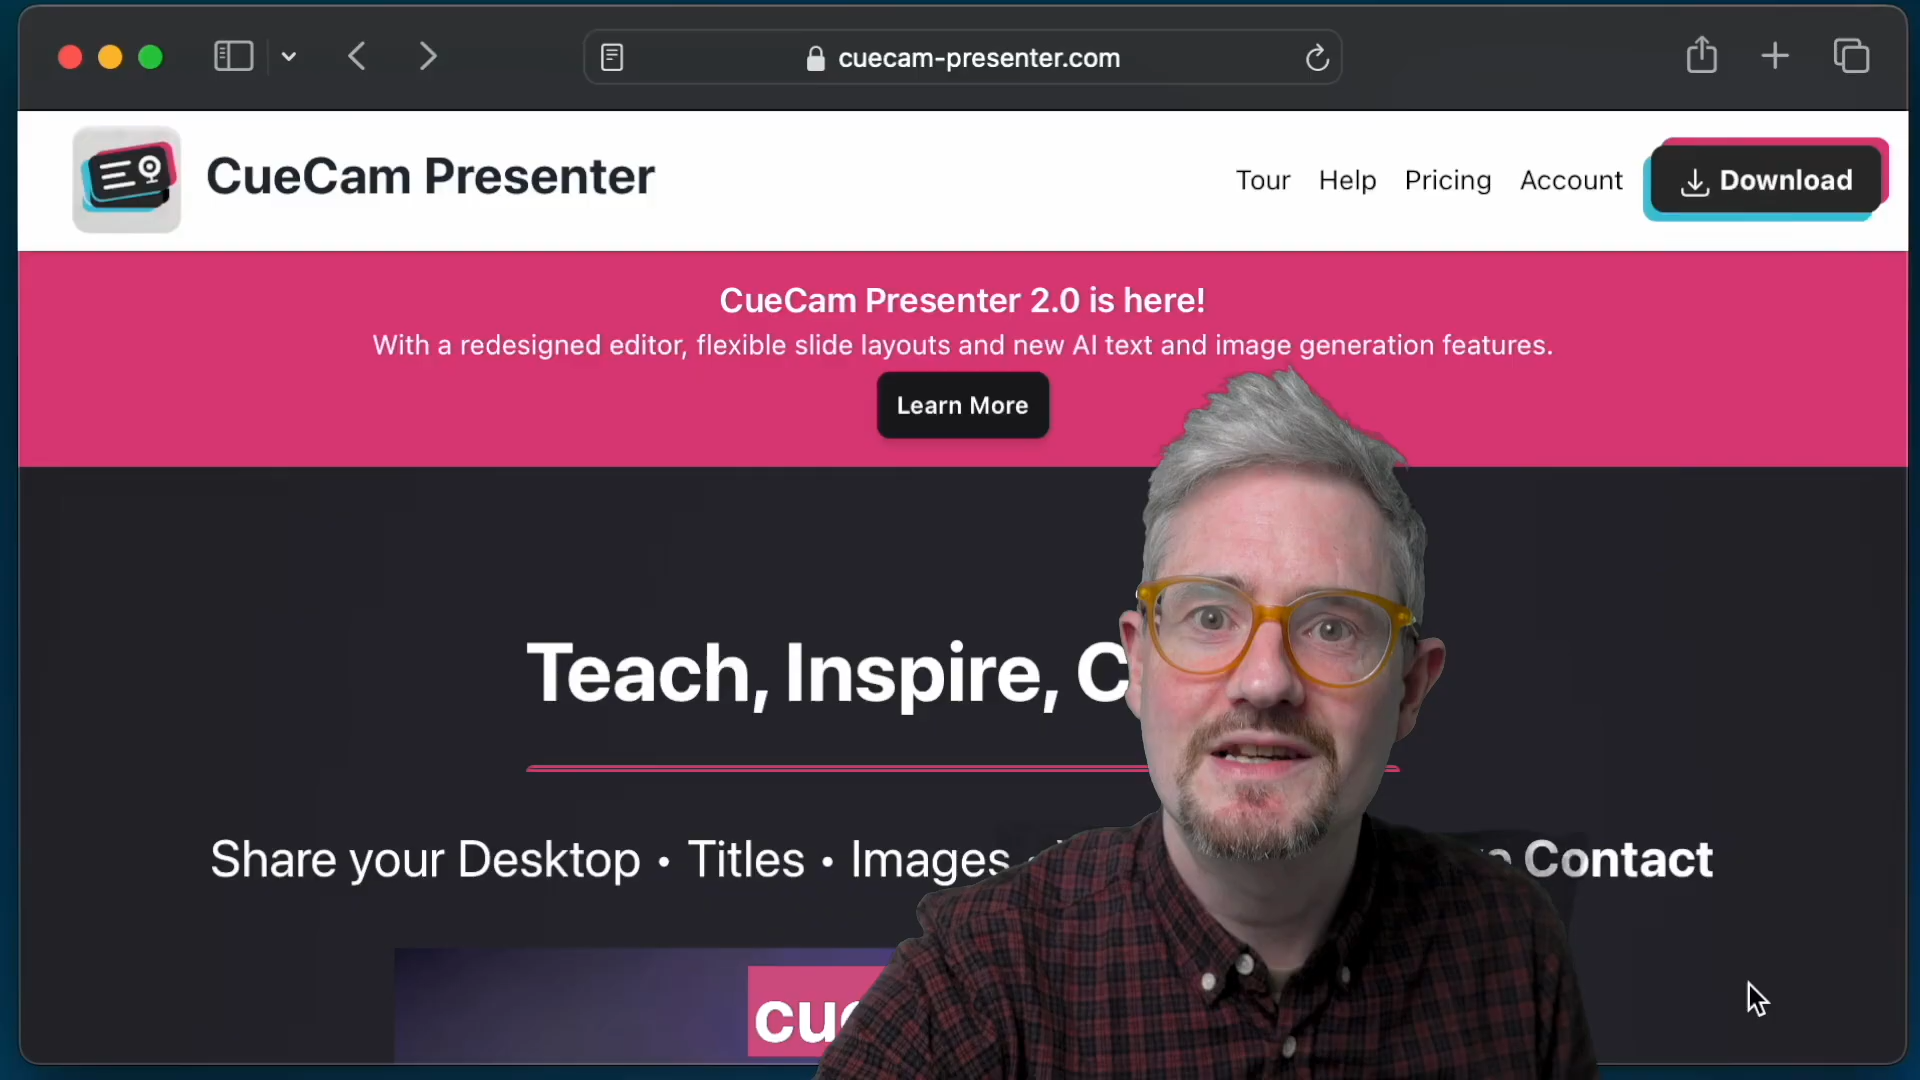 cuecam-presenter.com
CueCam Presenter
Tour Help Pricing Account Download
CueCam Presenter 2.0 is here!
With a redesigned editor, flexible slide layouts and new AI text and image generation features.
Learn More
Teach, Inspire, C
Share your Desktop • Titles • Images Contact
cue